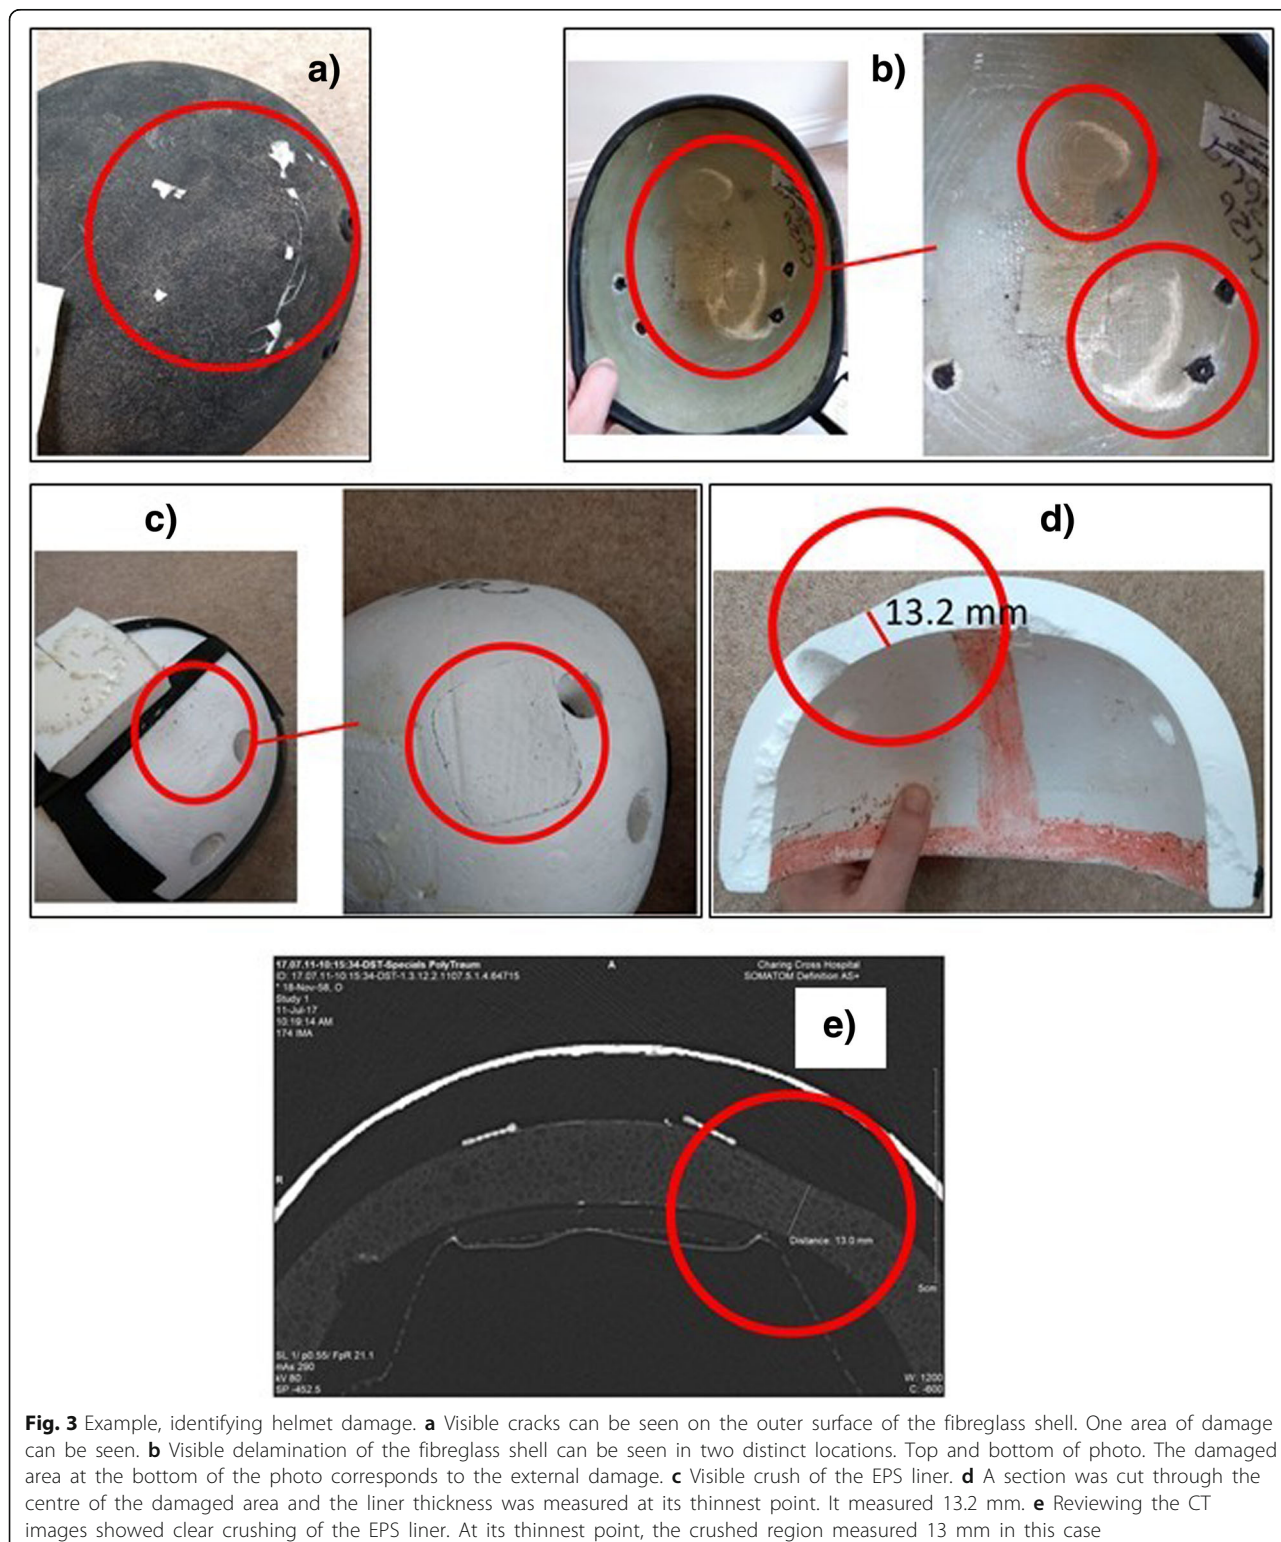 a)
b)
c)
d)
13.2 mm
17.07.11-10:15:34-DST-Specials PolyTraum
ID: 17.07.11-10:15:34-DST-1.3.12.2.1107.5.1.4.64715
* 18-Nov-58, O
Study 1
11-Jul-17
10:19:14 AM
174 IMA
A
Charing Cross Hospital
SOMATOM Definition AS+
e)
R
Distance: 13.0 mm
5cm
SL 1/ p0.55/ FpR 21.1
mAs 290
kV 80
SP -452.5
W: 1200
C: -600
Fig. 3 Example, identifying helmet damage. a Visible cracks can be seen on the outer surface of the fibreglass shell. One area of damage
can be seen. b Visible delamination of the fibreglass shell can be seen in two distinct locations. Top and bottom of photo. The damaged
area at the bottom of the photo corresponds to the external damage. c Visible crush of the EPS liner. d A section was cut through the
centre of the damaged area and the liner thickness was measured at its thinnest point. It measured 13.2 mm. e Reviewing the CT
images showed clear crushing of the EPS liner. At its thinnest point, the crushed region measured 13 mm in this case